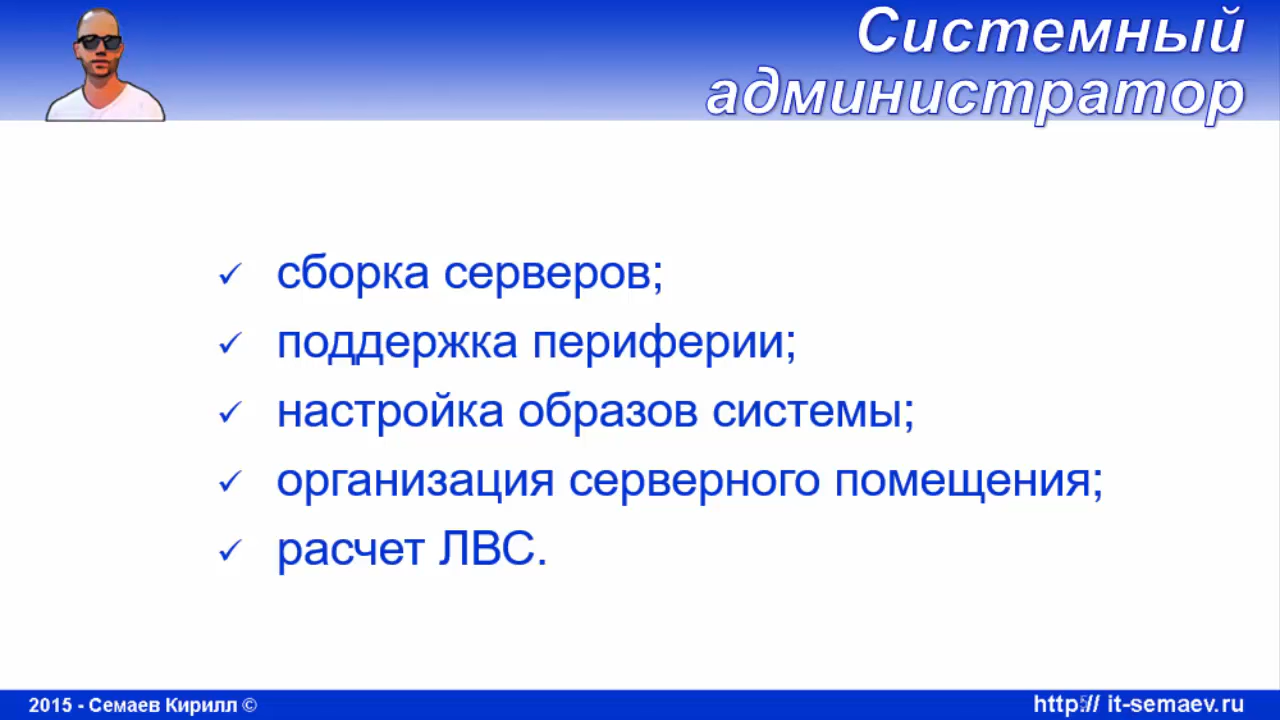 Системный
администратор
✓ сборка серверов;
✓ поддержка периферии;
✓ настройка образов системы;
✓ организация серверного помещения;
✓ расчет ЛВС.
2015 - Семаев Кирилл ©
http:// it-semaev.ru